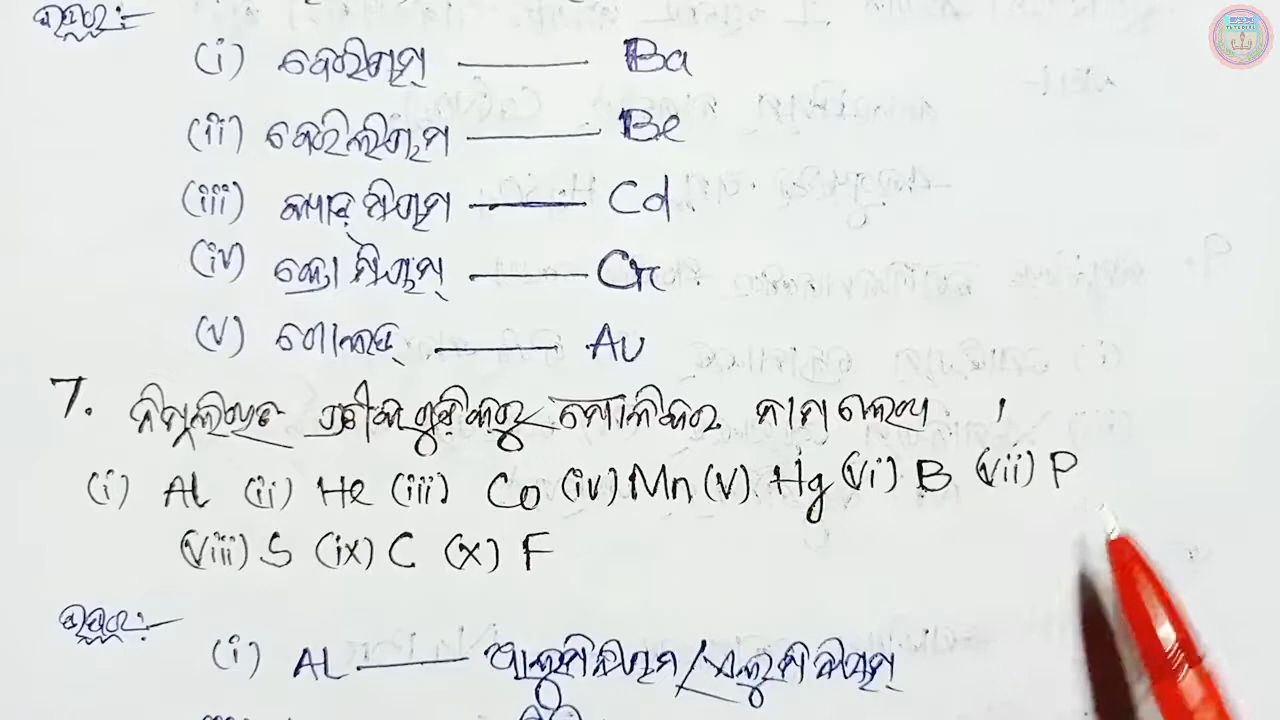 ଉତ୍ତର:-
(i) ବେରିୟମ୍ — Ba
(ii) ବେରିଲିୟମ — Be
(iii) କ୍ୟାଡ଼୍‌ମିୟମ — Cd
(iv) କ୍ରୋମିୟମ୍ — Cr
(v) ଗୋଲଡ୍ — Au
7. ନିମ୍ନଲିଖିତ ପ୍ରତୀକଗୁଡ଼ିକରୁ ମୌଳିକର ନାମ ଲେଖ ।
(i) Al (ii) He (iii) Co (iv) Mn (v) Hg (vi) B (vii) P
(viii) S (ix) C (x) F
ଉତ୍ତର:-
(i) AL — ଆଲୁମିନିୟମ/ଏଲୁମିନିୟମ୍